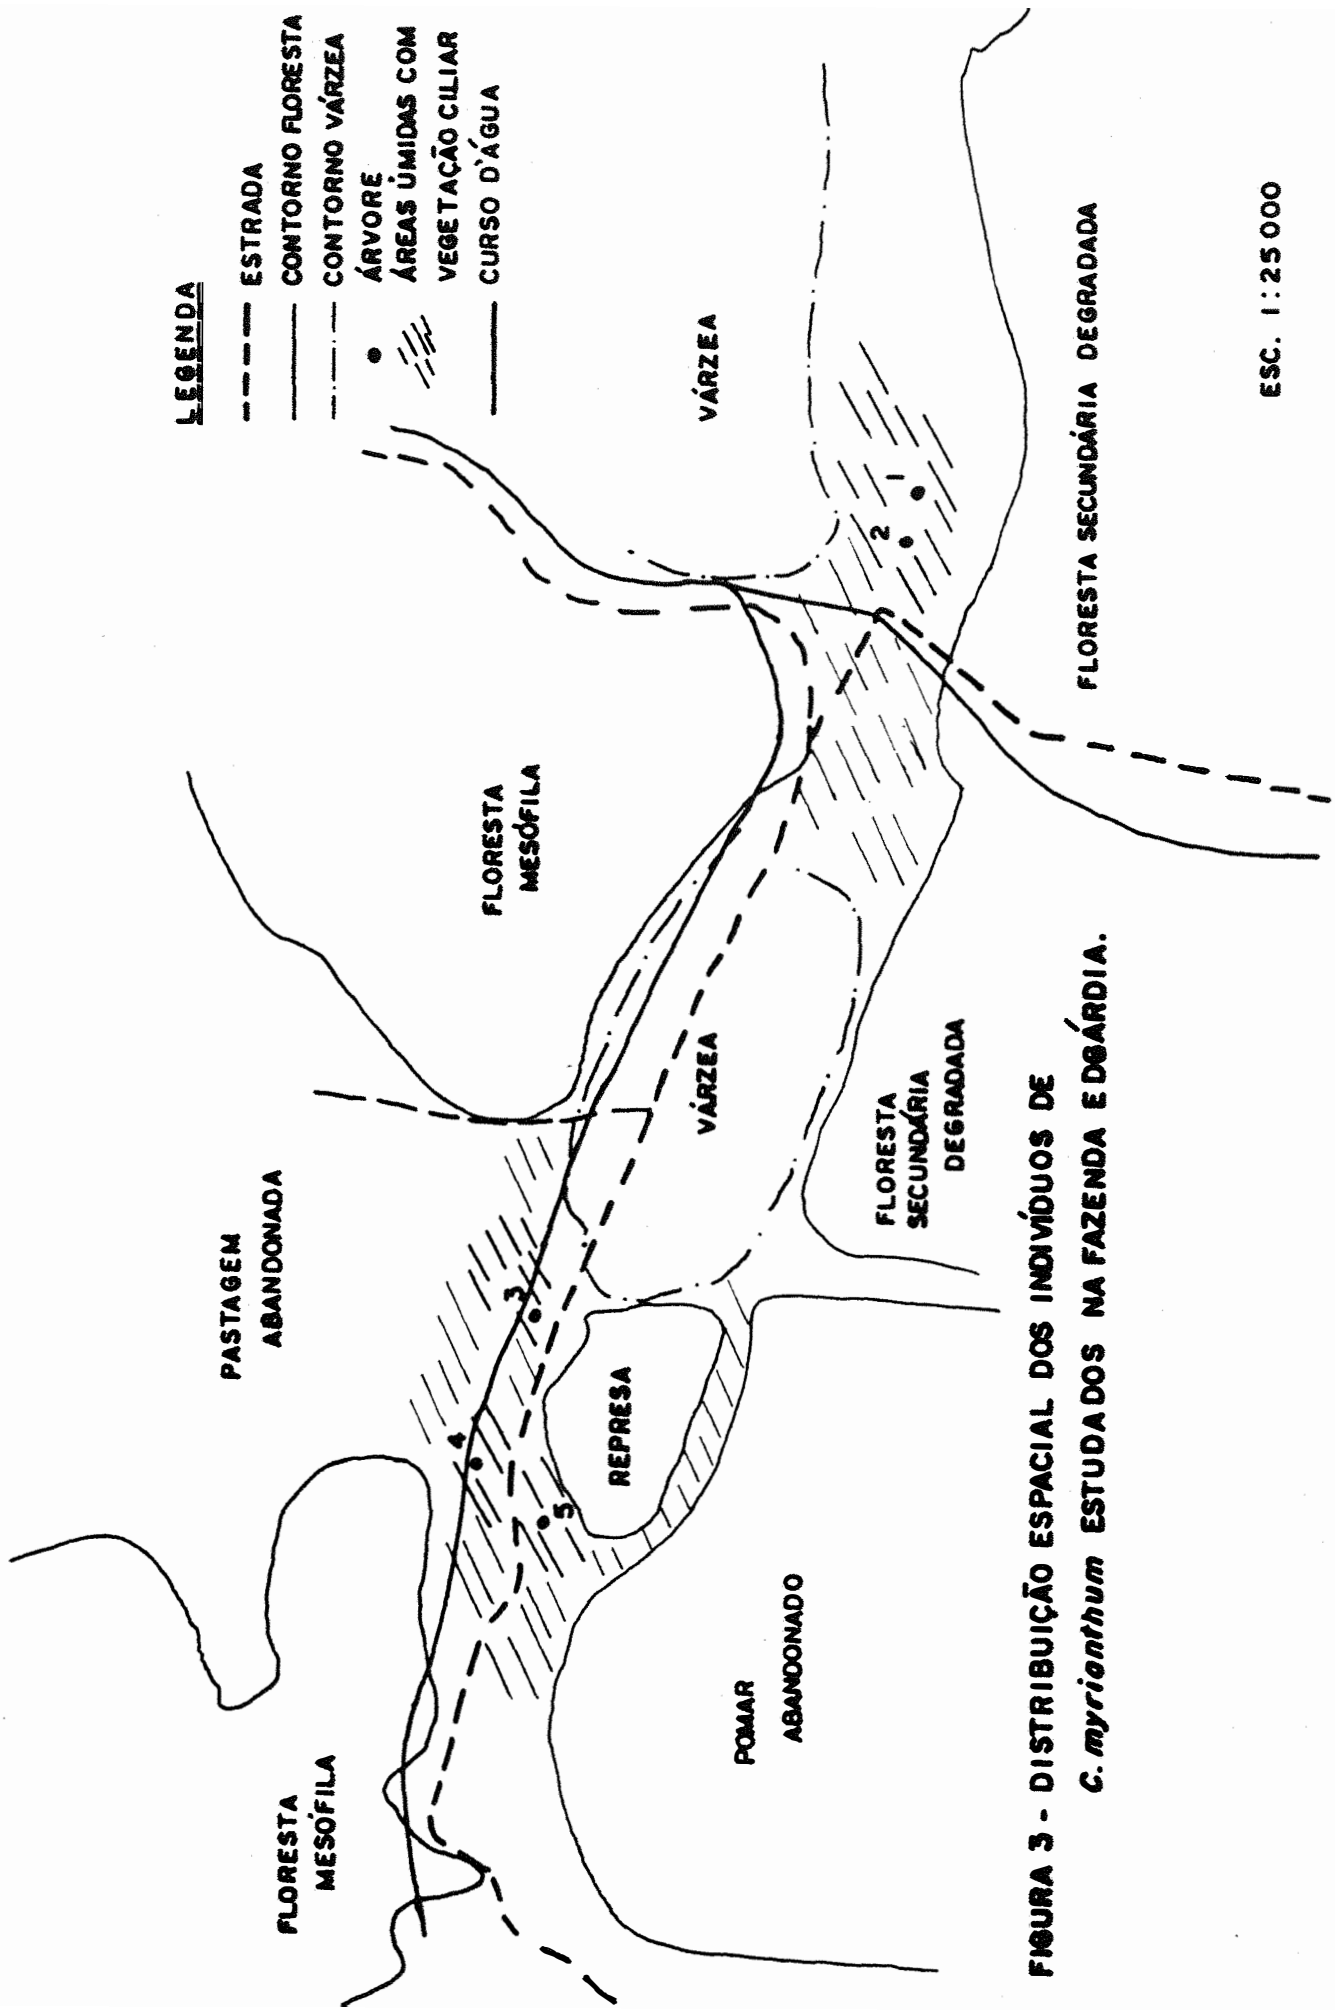 LEGENDA
ESTRADA
CONTORNO FLORESTA
CONTORNO VÁRZEA
ÁRVORE
ÁREAS ÚMIDAS COM
VEGETAÇÃO CILIAR
CURSO D'ÁGUA
FLORESTA
MESÓFILA
PASTAGEM
ABANDONADA
FLORESTA
MESÓFILA
VÁRZEA
4
3
5
REPRESA
VÁRZEA
2
1
POMAR
ABANDONADO
FLORESTA
SECUNDÁRIA
DEGRADADA
FLORESTA SECUNDÁRIA DEGRADADA
FIGURA 3 - DISTRIBUIÇÃO ESPACIAL DOS INDIVÍDUOS DE
C. myrianthum ESTUDADOS NA FAZENDA EDGÁRDIA.
ESC. 1:25000